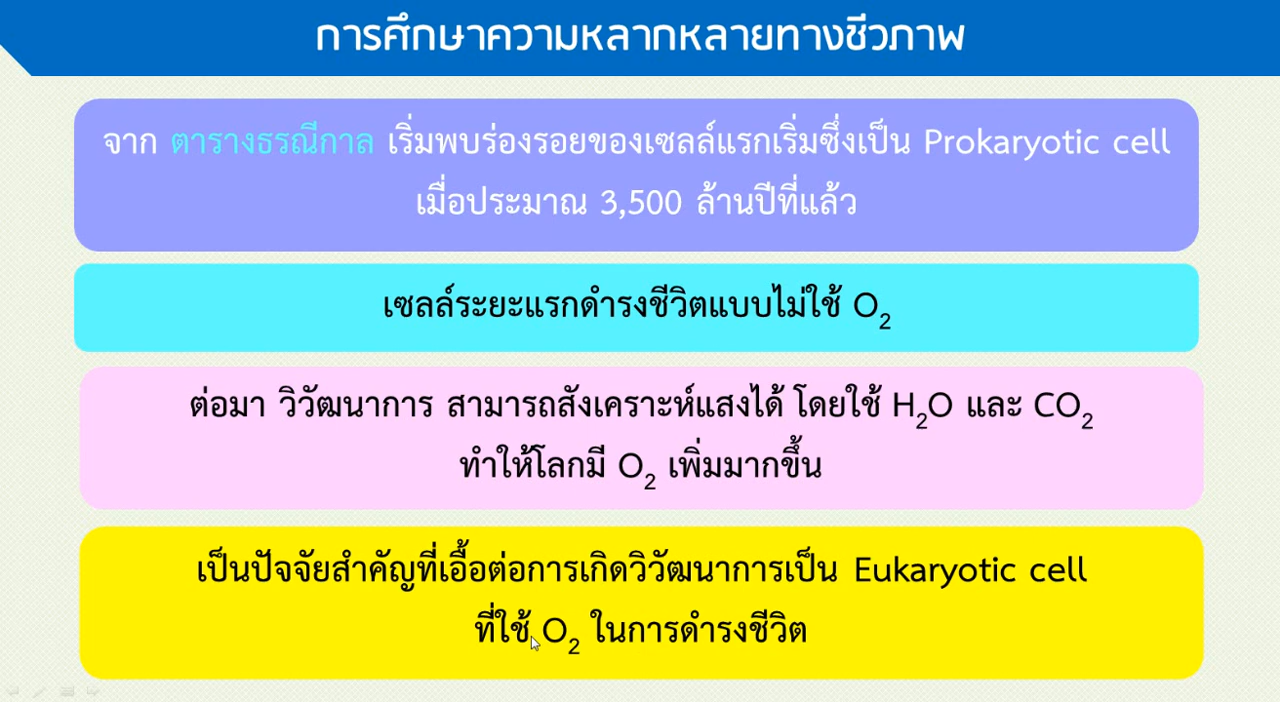 การศึกษาความหลากหลายทางชีวภาพ
จาก ตารางธรณีกาล เริ่มพบร่องรอยของเซลล์แรกเริ่มซึ่งเป็น Prokaryotic cell
เมื่อประมาณ 3,500 ล้านปีที่แล้ว
เซลล์ระยะแรกดำรงชีวิตแบบไม่ใช้ O₂
ต่อมา วิวัฒนาการ สามารถสังเคราะห์แสงได้ โดยใช้ H₂O และ CO₂
ทำให้โลกมี O₂ เพิ่มมากขึ้น
เป็นปัจจัยสำคัญที่เอื้อต่อการเกิดวิวัฒนาการเป็น Eukaryotic cell
ที่ใช้ O₂ ในการดำรงชีวิต